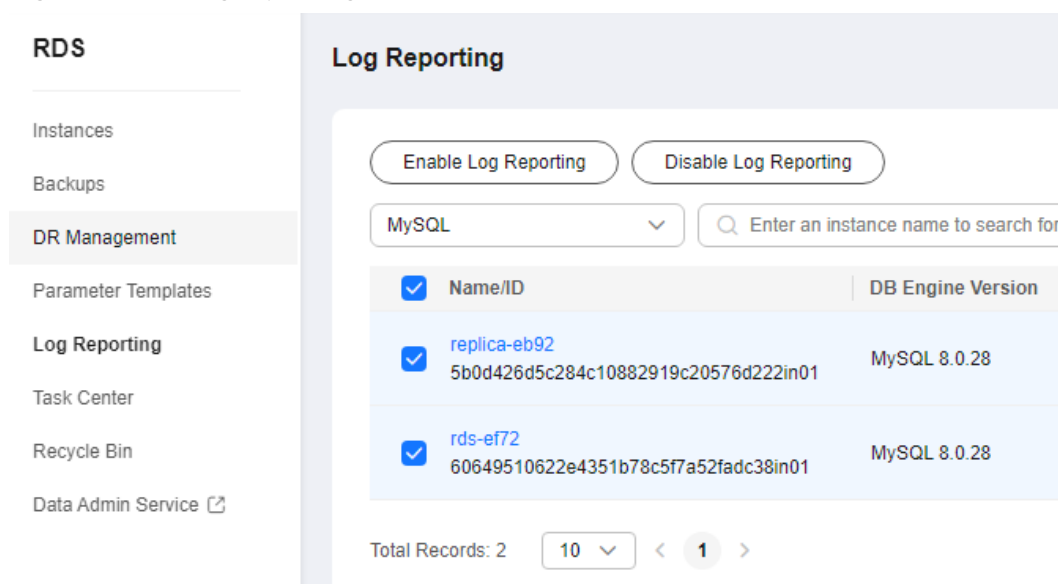 RDS
Instances
Backups
DR Management
Parameter Templates
Log Reporting
Task Center
Recycle Bin
Data Admin Service
Log Reporting
Enable Log Reporting
Disable Log Reporting
MySQL
Enter an instance name to search for
Name/ID
DB Engine Version
replica-eb92
5b0d426d5c284c10882919c20576d222in01
MySQL 8.0.28
rds-ef72
60649510622e4351b78c5f7a52fadc38in01
MySQL 8.0.28
Total Records: 2
10
1